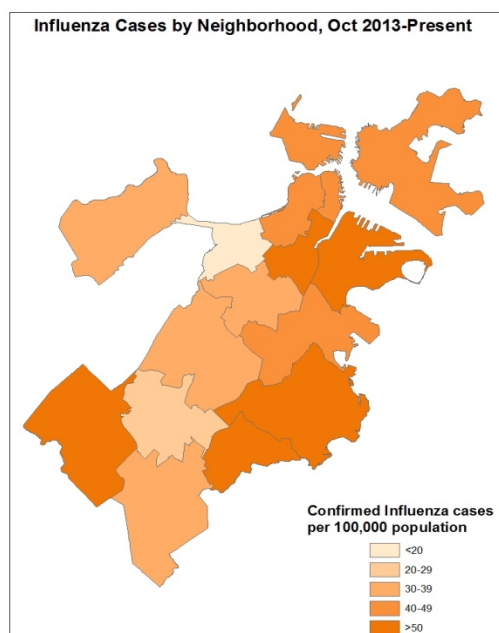 Influenza Cases by Neighborhood, Oct 2013-Present
Confirmed Influenza cases
per 100,000 population
<20
20-29
30-39
40-49
>50